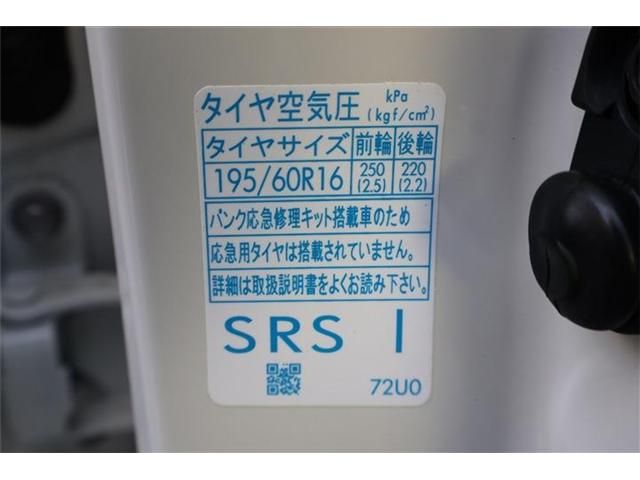 タイヤ空気圧 kPa (kgf/cm²)
タイヤサイズ 前輪 後輪
195/60R16 250 (2.5) 220 (2.2)
パンク応急修理キット搭載車のため
応急用タイヤは搭載されていません。
詳細は取扱説明書をよくお読み下さい。
SRS I
72U0